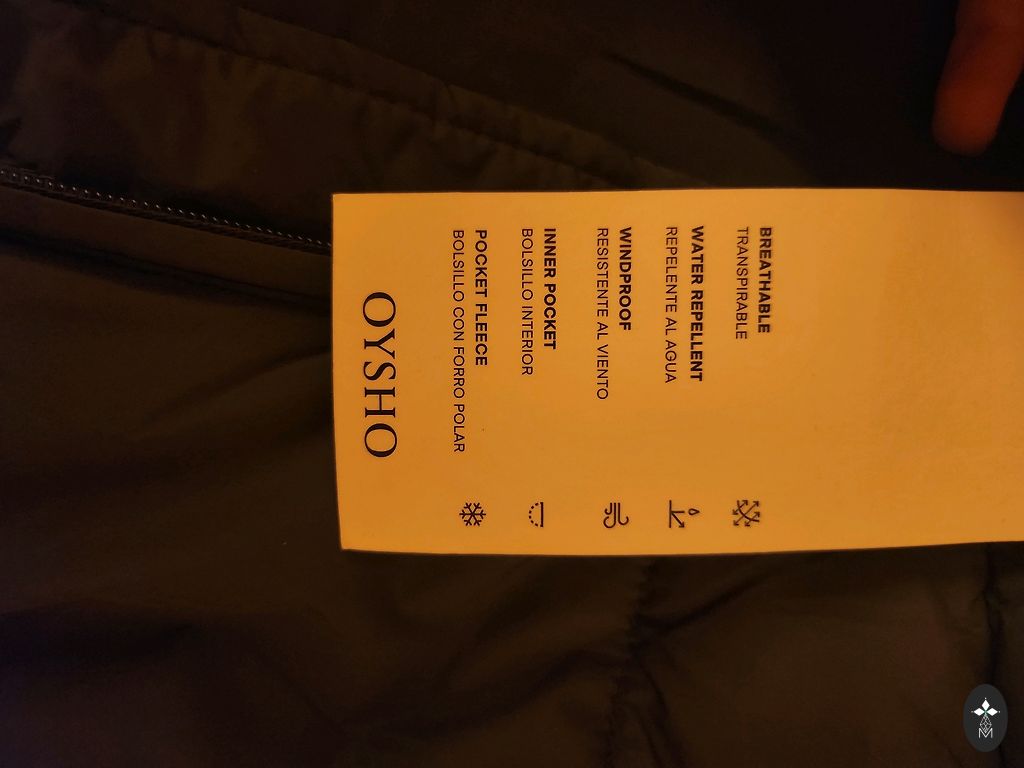 BREATHABLE
TRANSPIRABLE
WATER REPELLENT
REPELENTE AL AGUA
WINDPROOF
RESISTENTE AL VIENTO
INNER POCKET
BOLSILLO INTERIOR
POCKET FLEECE
BOLSILLO CON FORRO POLAR
OYSHO
M